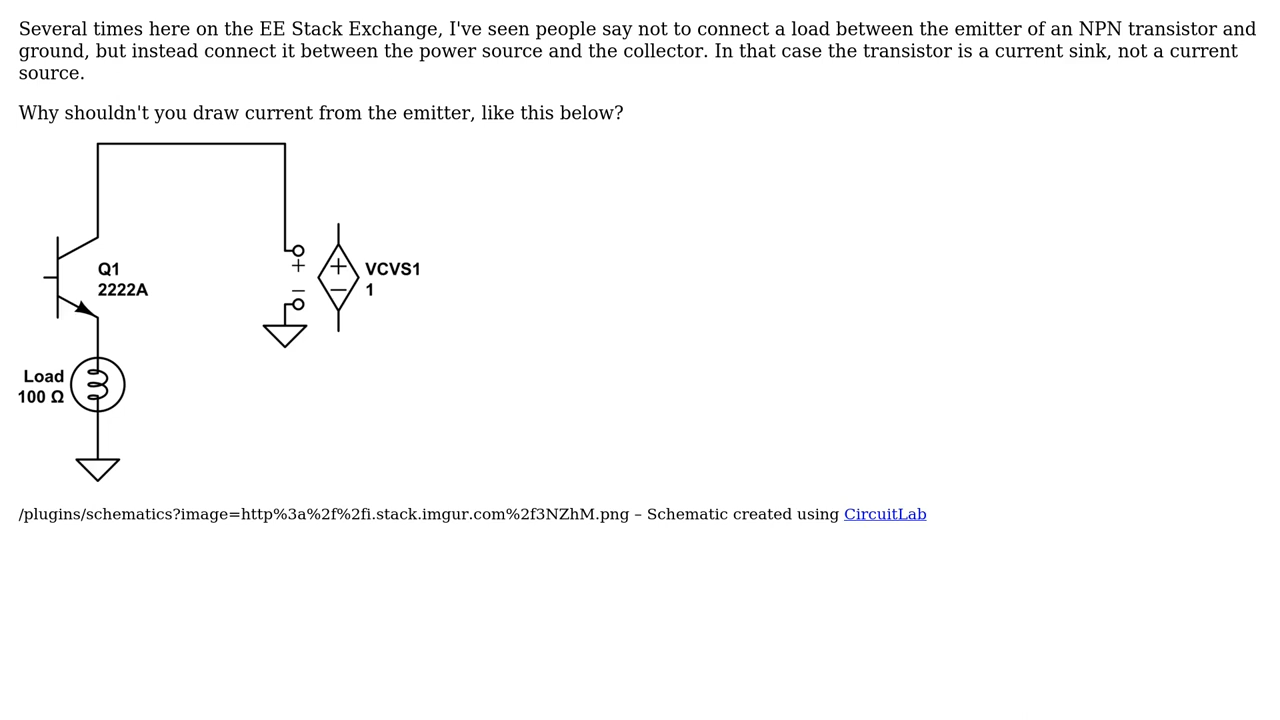 Several times here on the EE Stack Exchange, I've seen people say not to connect a load between the emitter of an NPN transistor and
ground, but instead connect it between the power source and the collector. In that case the transistor is a current sink, not a current
source.
Why shouldn't you draw current from the emitter, like this below?
Q1
2222A
+
−
+
−
VCVS1
1
Load
100 Ω
/plugins/schematics?image=http%3a%2f%2fi.stack.imgur.com%2f3NZhM.png – Schematic created using CircuitLab